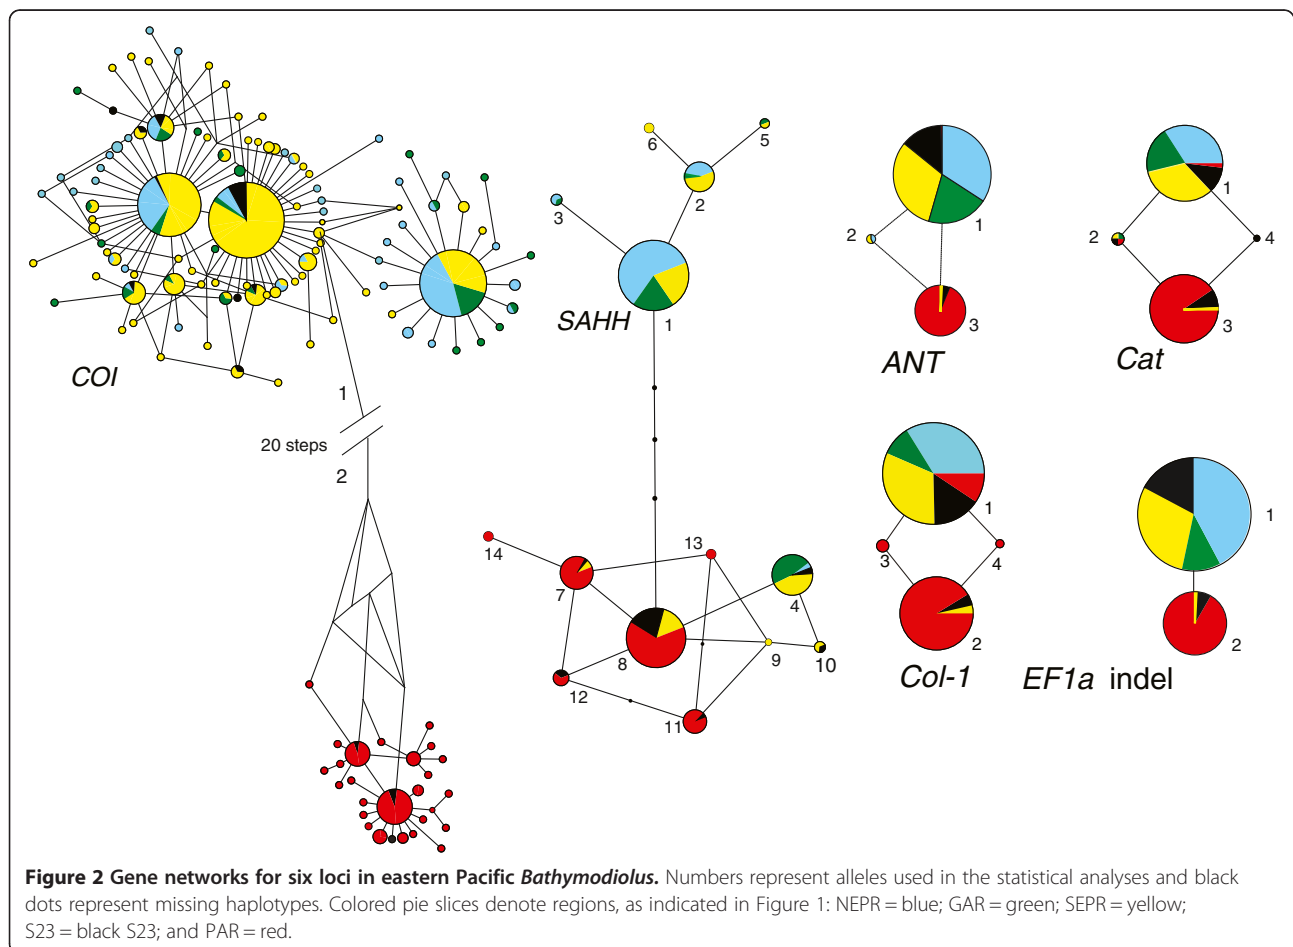 COI
20 steps
1
2
SAHH
6
5
2
3
1
14
13
7
4
8
9
10
12
11
1
2
3
ANT
1
2
4
3
Cat
1
3
4
2
Col-1
1
2
EF1a indel
Figure 2 Gene networks for six loci in eastern Pacific Bathymodiolus. Numbers represent alleles used in the statistical analyses and black
dots represent missing haplotypes. Colored pie slices denote regions, as indicated in Figure 1: NEPR = blue; GAR = green; SEPR = yellow;
S23 = black S23; and PAR = red.